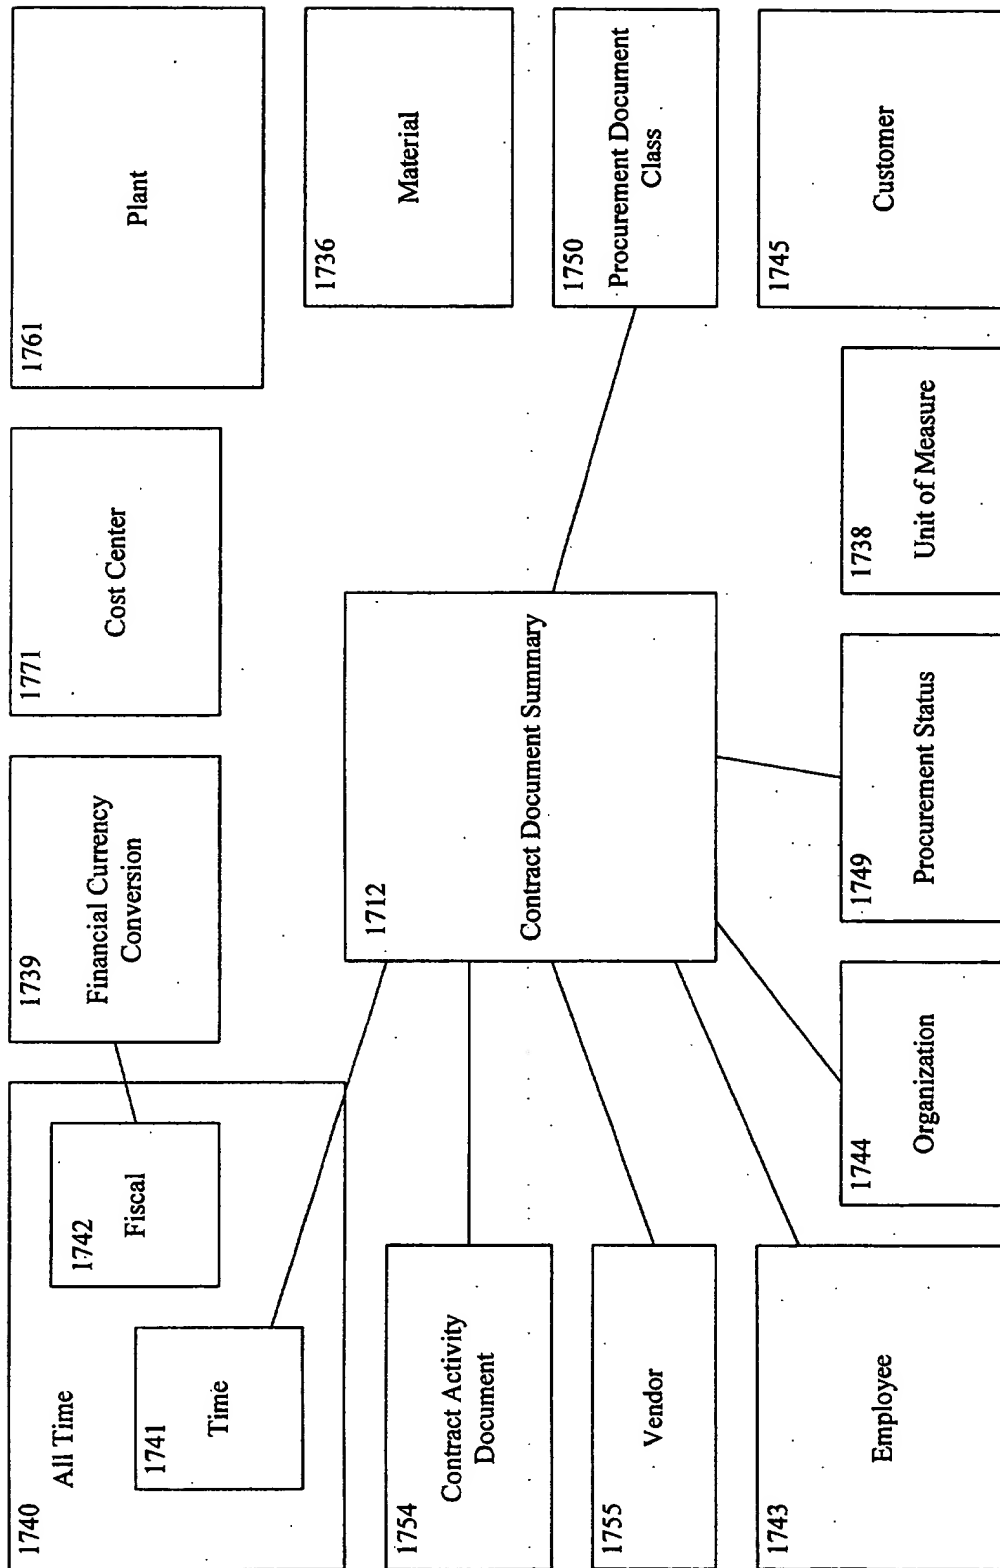 1740
All Time
1741
Time
1742
Fiscal
1739
Financial Currency
Conversion
1771
Cost Center
1761
Plant
1754
Contract Activity
Document
1712
Contract Document Summary
1736
Material
1755
Vendor
1750
Procurement Document
Class
1743
Employee
1744
Organization
1749
Procurement Status
1738
Unit of Measure
1745
Customer